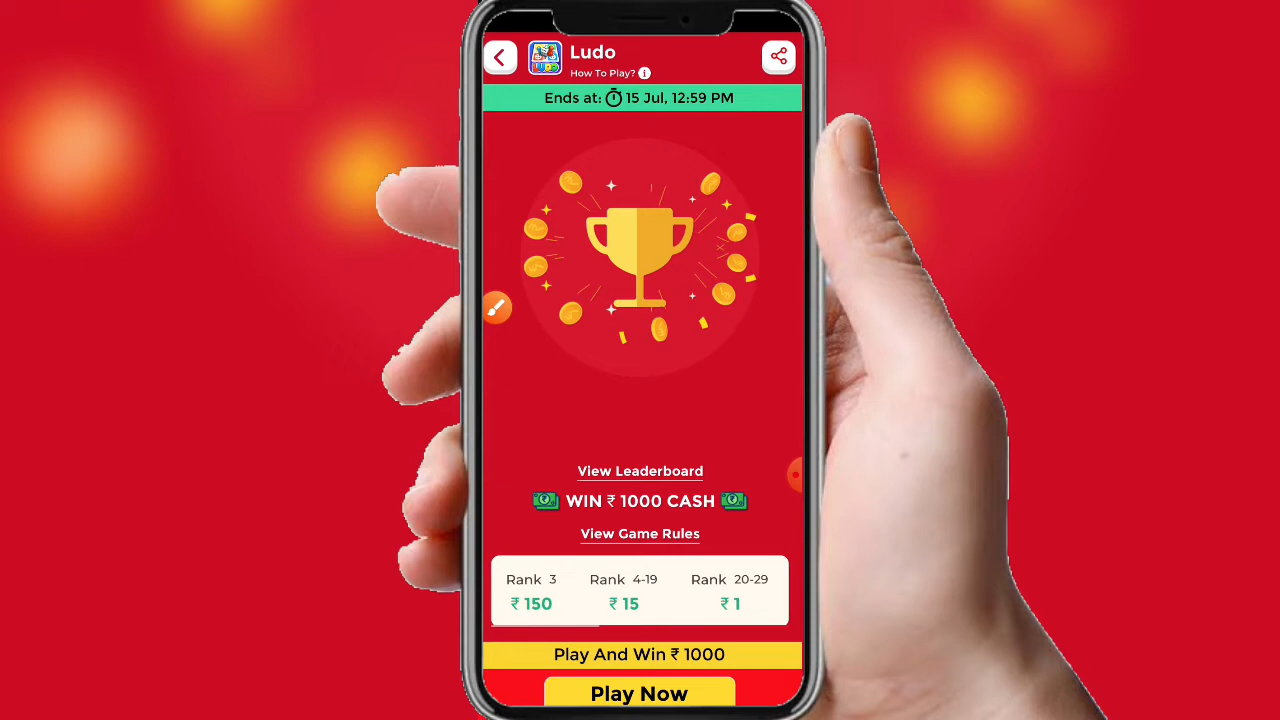 Ludo
How To Play? i
Ends at: 15 Jul, 12:59 PM
View Leaderboard
WIN ₹ 1000 CASH
View Game Rules
Rank 3 Rank 4-19 Rank 20-29
₹ 150 ₹ 15 ₹ 1
Play And Win ₹ 1000
Play Now